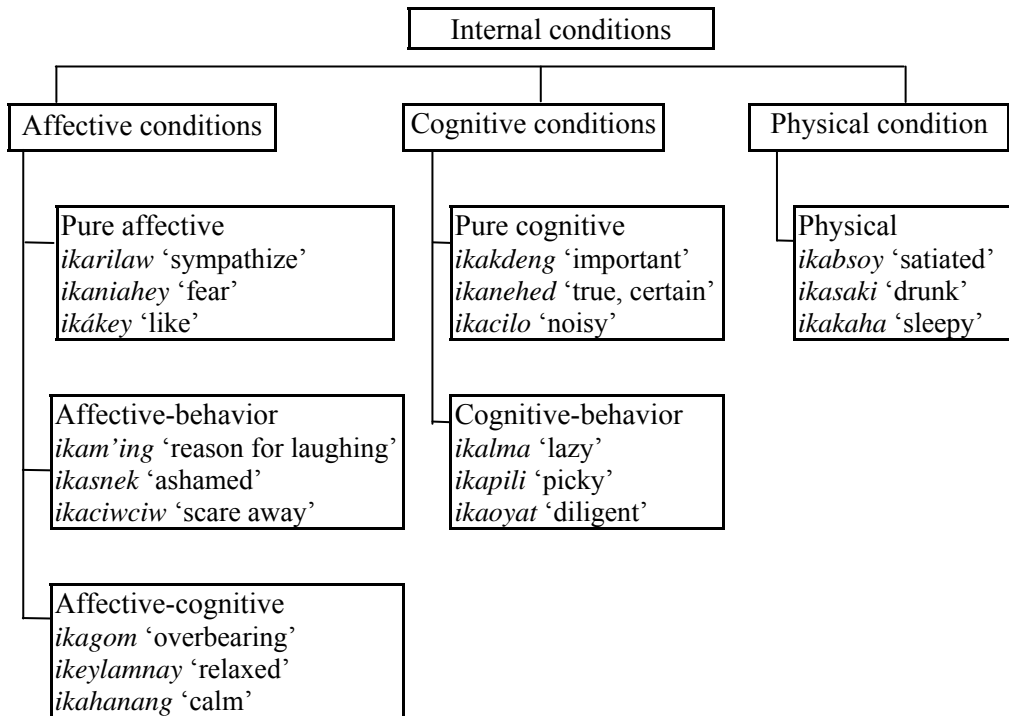 Internal conditions
Affective conditions
Cognitive conditions
Physical condition
Pure affective
ikarilaw ‘sympathize’
ikaniahey ‘fear’
ikákey ‘like’
Pure cognitive
ikakdeng ‘important’
ikanehed ‘true, certain’
ikacilo ‘noisy’
Physical
ikabsoy ‘satiated’
ikasaki ‘drunk’
ikakaha ‘sleepy’
Affective-behavior
ikam’ing ‘reason for laughing’
ikasnek ‘ashamed’
ikaciwciw ‘scare away’
Cognitive-behavior
ikalma ‘lazy’
ikapili ‘picky’
ikaoyat ‘diligent’
Affective-cognitive
ikagom ‘overbearing’
ikeylamnay ‘relaxed’
ikahanang ‘calm’